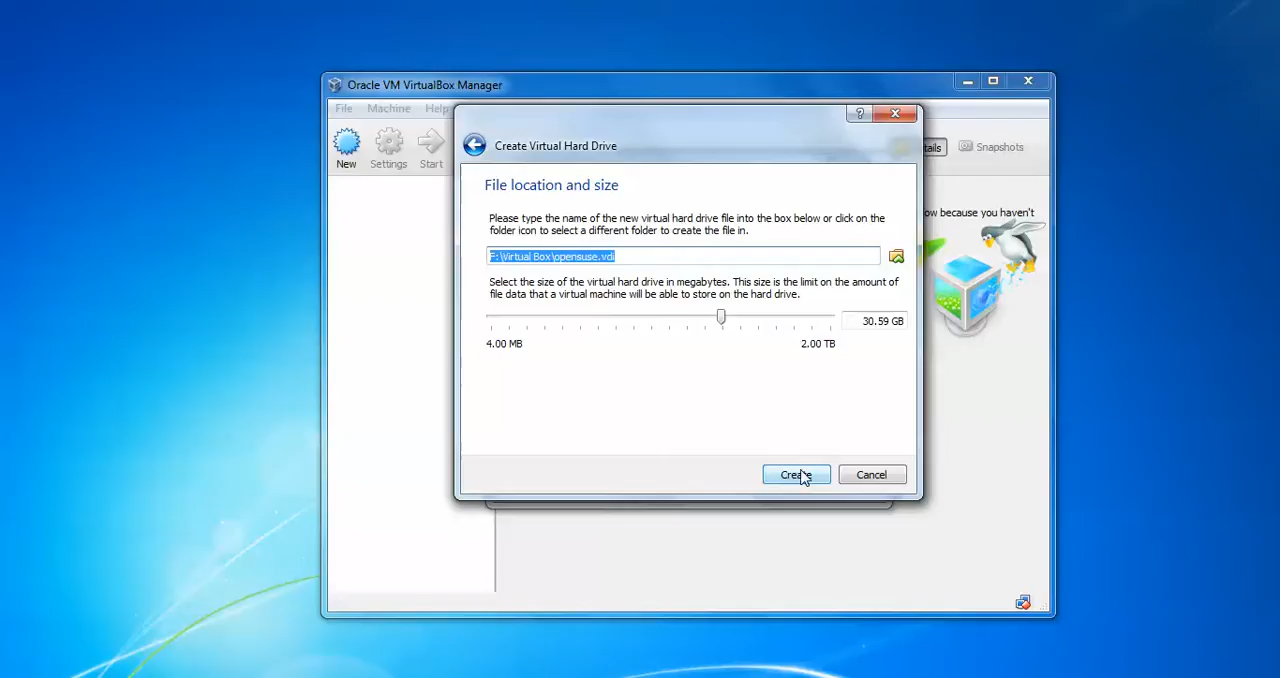 Oracle VM VirtualBox Manager
File Machine Help
New Settings Start
Snapshots
Create Virtual Hard Drive
File location and size
Please type the name of the new virtual hard drive file into the box below or click on the
folder icon to select a different folder to create the file in.
F:\Virtual Box\opensuse.vdi
Select the size of the virtual hard drive in megabytes. This size is the limit on the amount of
file data that a virtual machine will be able to store on the hard drive.
30.59 GB
4.00 MB 2.00 TB
Create Cancel
because you haven't